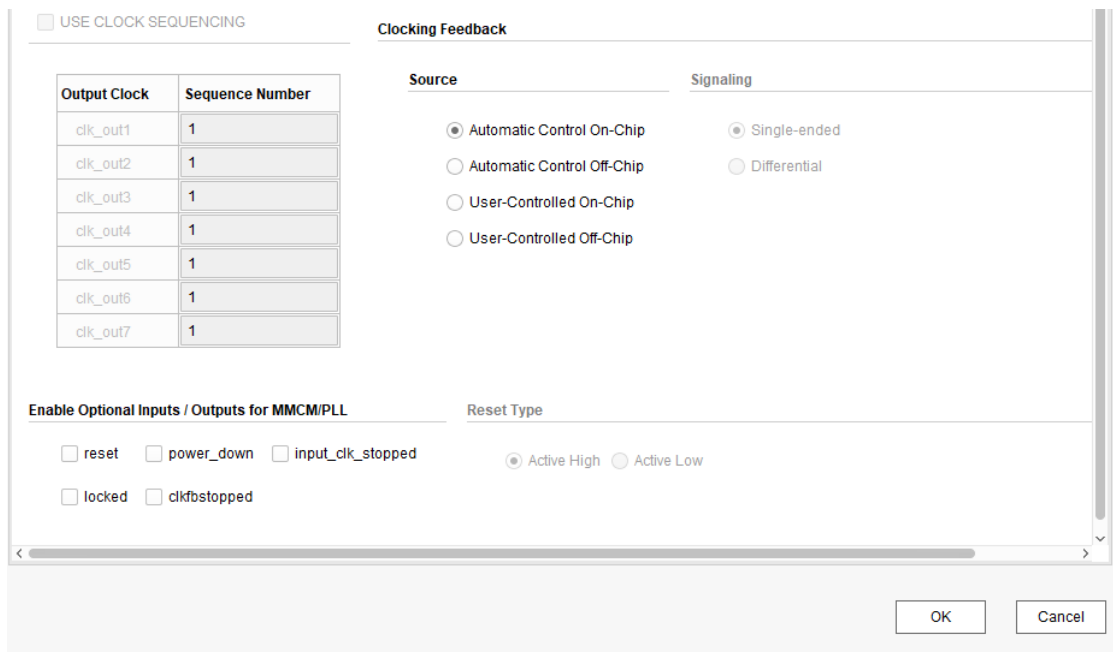 USE CLOCK SEQUENCING
Clocking Feedback
Output Clock Sequence Number
clk_out1 1
clk_out2 1
clk_out3 1
clk_out4 1
clk_out5 1
clk_out6 1
clk_out7 1
Source
Automatic Control On-Chip
Automatic Control Off-Chip
User-Controlled On-Chip
User-Controlled Off-Chip
Signaling
Single-ended
Differential
Enable Optional Inputs / Outputs for MMCM/PLL
reset power_down input_clk_stopped
locked clkfbstopped
Reset Type
Active High Active Low
OK Cancel